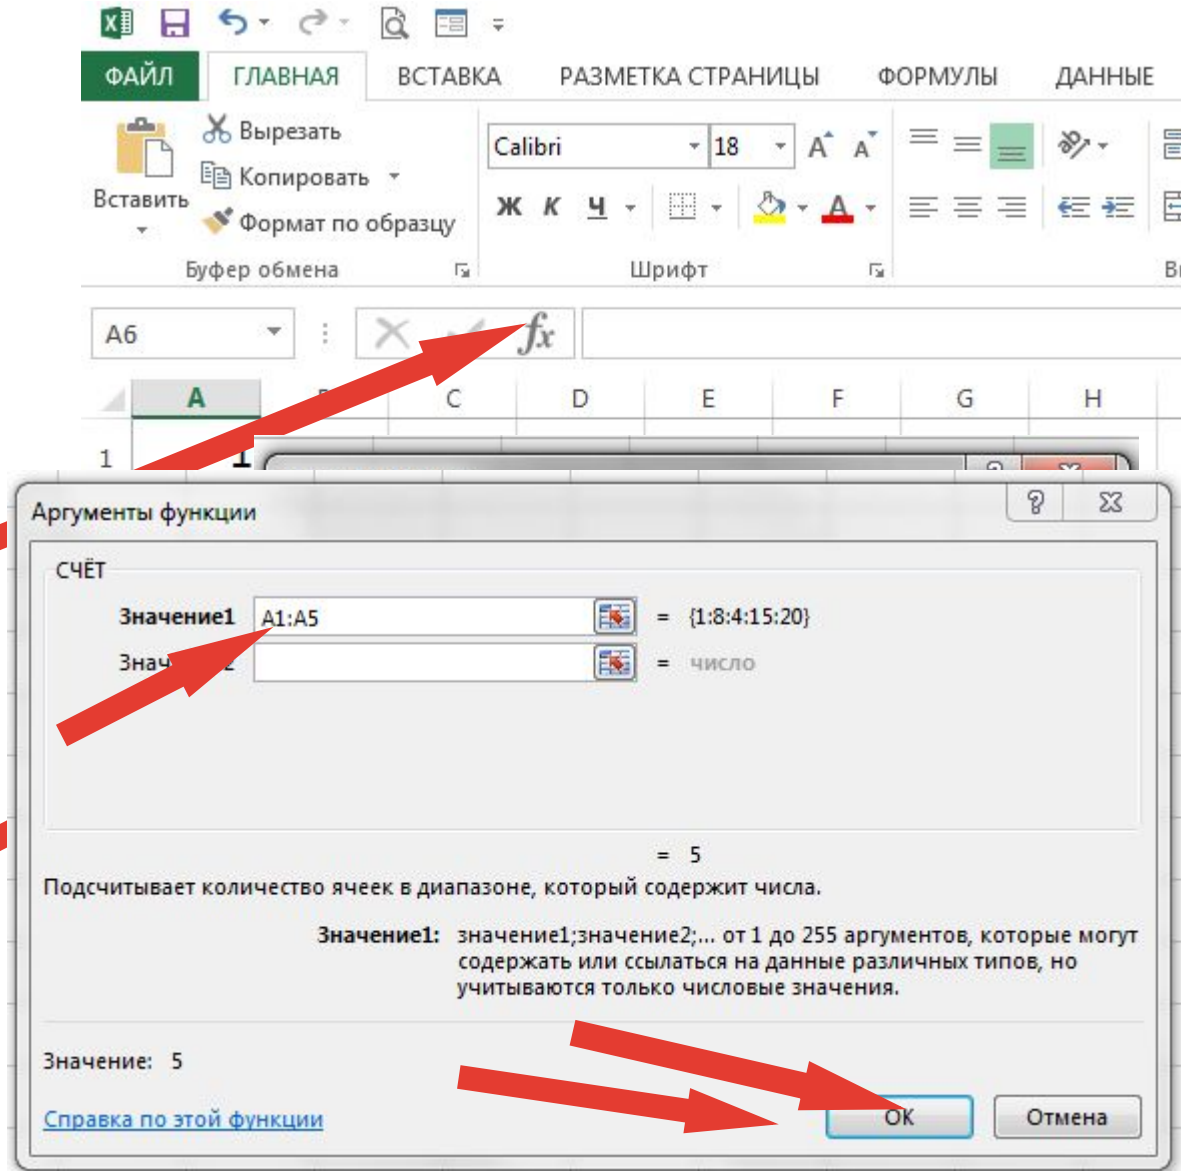 ФАЙЛ ГЛАВНАЯ ВСТАВКА РАЗМЕТКА СТРАНИЦЫ ФОРМУЛЫ ДАННЫЕ
Вставить
Вырезать
Копировать
Формат по образцу
Буфер обмена
Calibri 18
Ж К Ч А
Шрифт
A6 fx
A C D E F G H
1 1
Аргументы функции
СЧЁТ
Значение1 A1:A5 = {1:8:4:15:20}
= число
= 5
Подсчитывает количество ячеек в диапазоне, который содержит числа.
Значение1: значение1;значение2;... от 1 до 255 аргументов, которые могут
содержать или ссылаться на данные различных типов, но
учитываются только числовые значения.
Значение: 5
Справка по этой функции
ОК Отмена